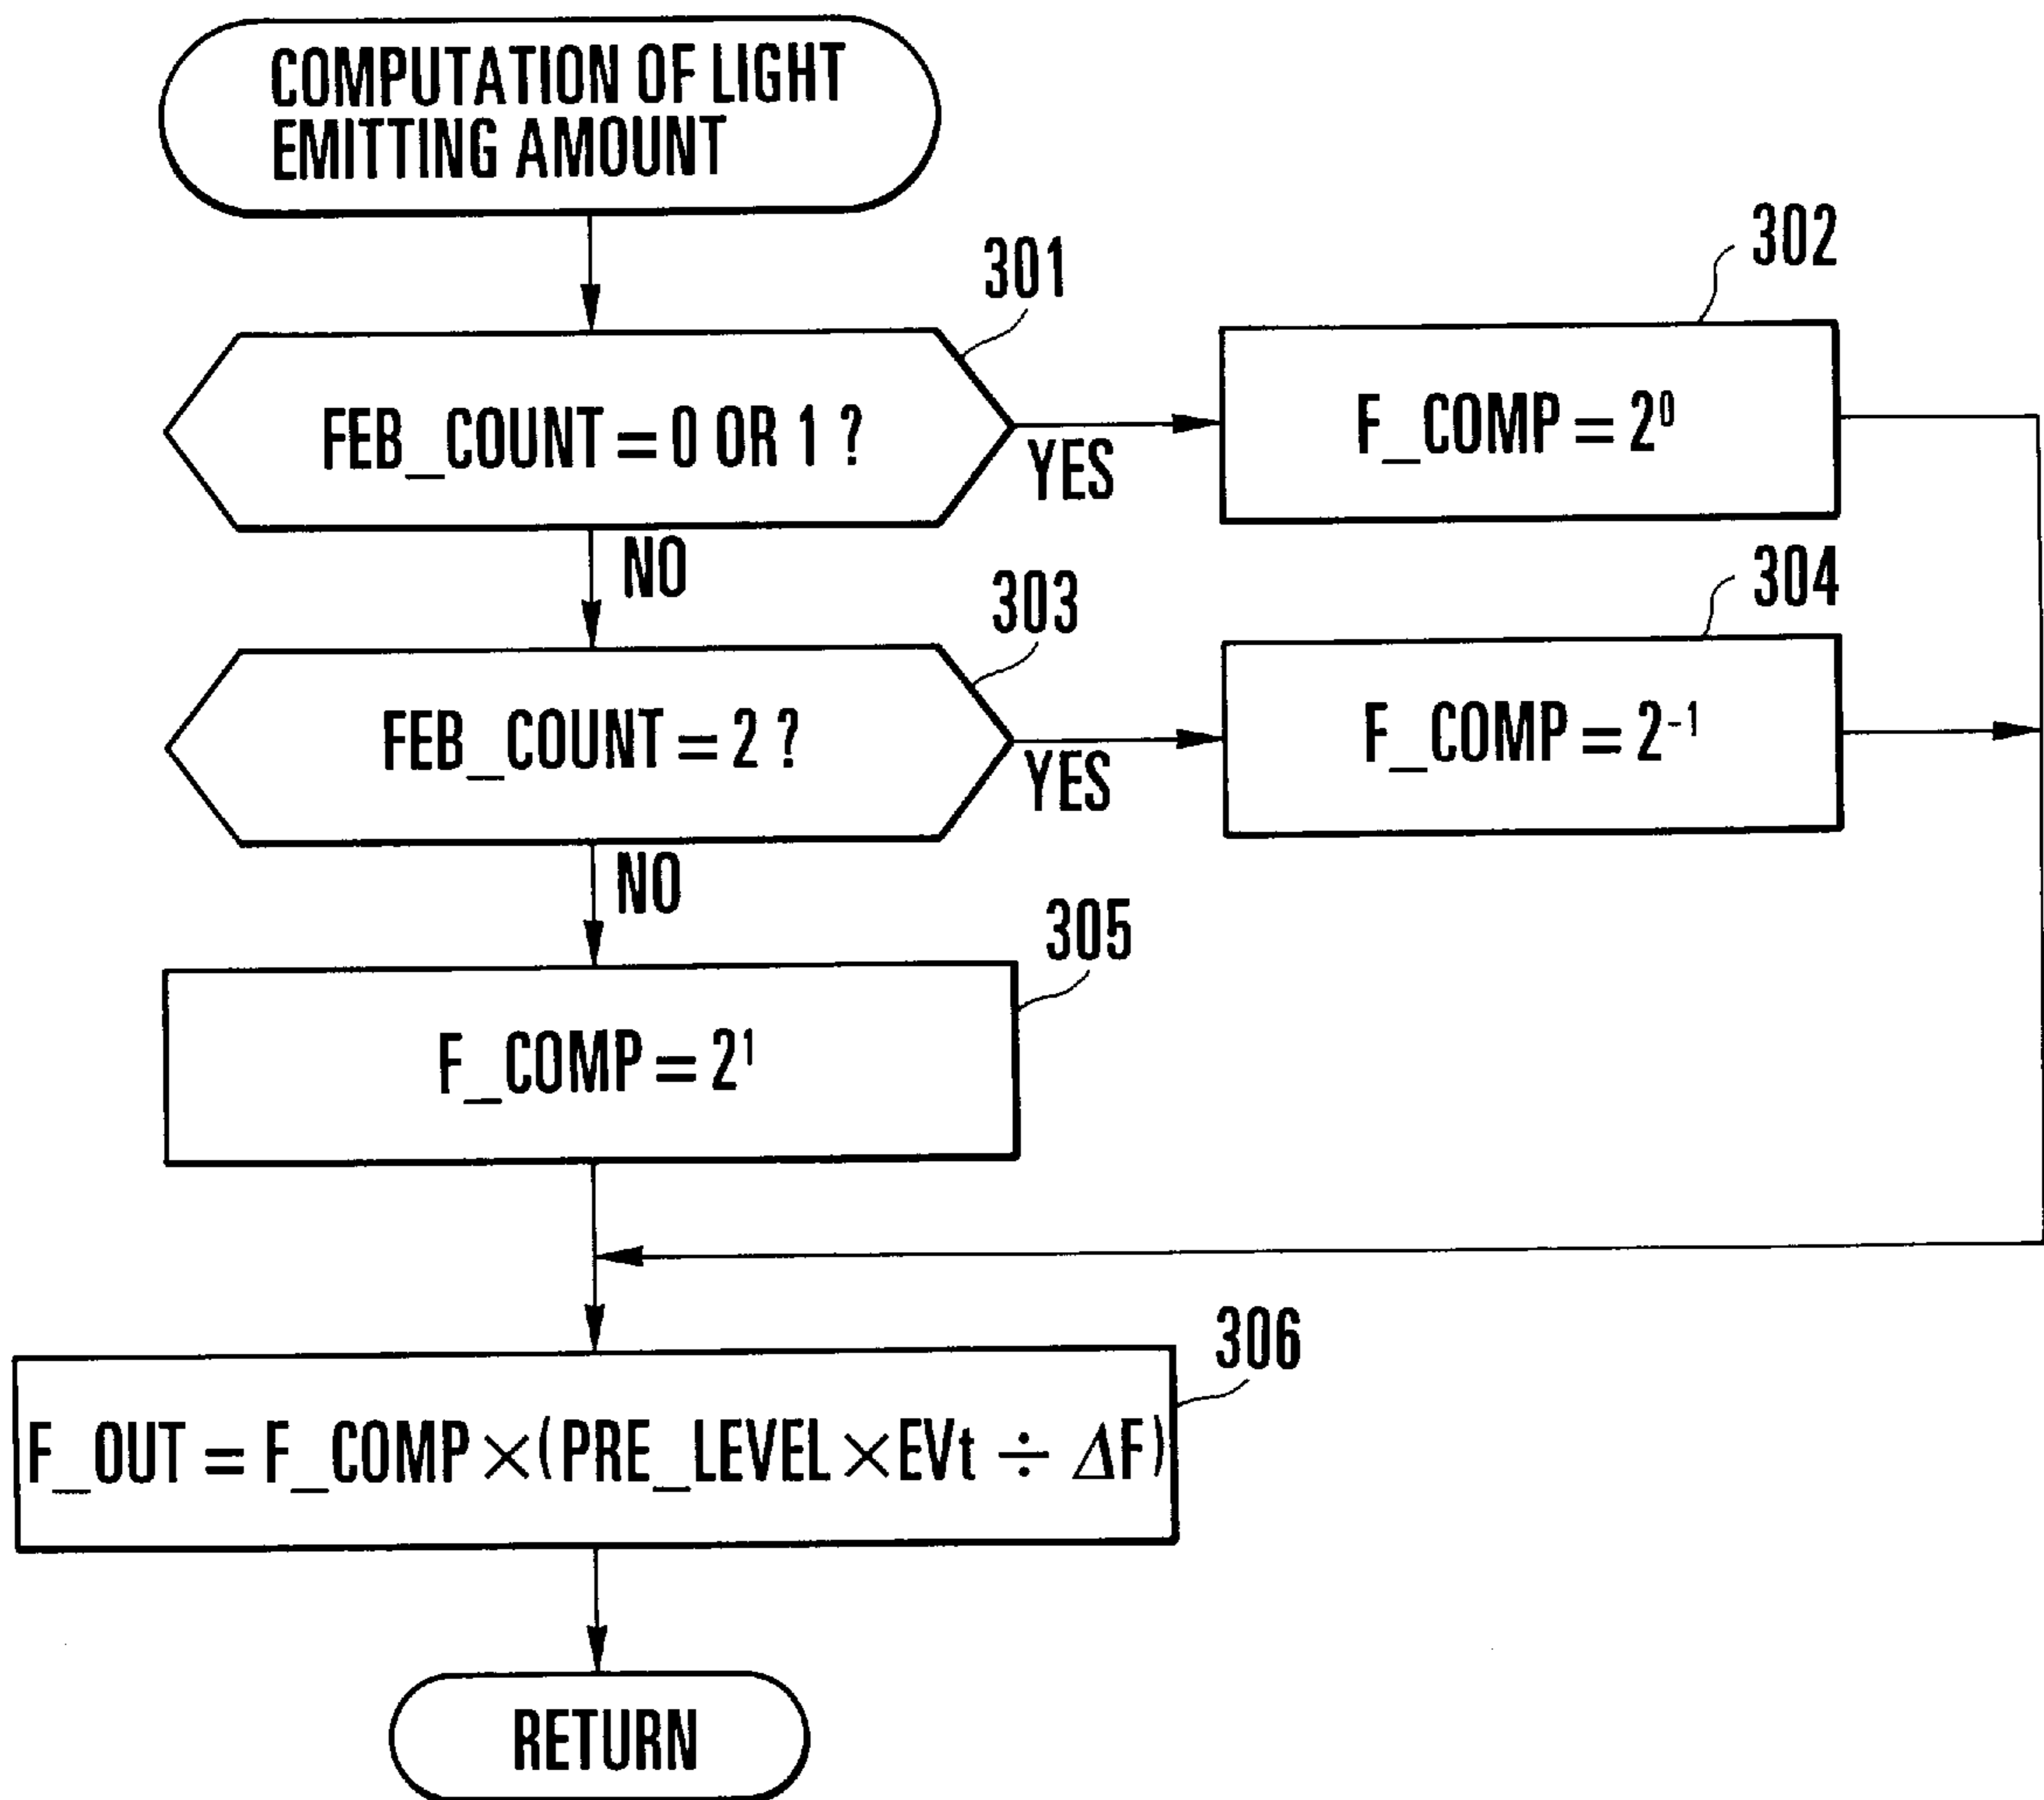 COMPUTATION OF LIGHT
EMITTING AMOUNT
301
302
FEB_COUNT = 0 OR 1 ?
YES
F_COMP = 2⁰
NO
303
304
FEB_COUNT = 2 ?
YES
F_COMP = 2⁻¹
NO
305
F_COMP = 2¹
306
F_OUT = F_COMP × (PRE_LEVEL × EVt ÷ ΔF)
RETURN